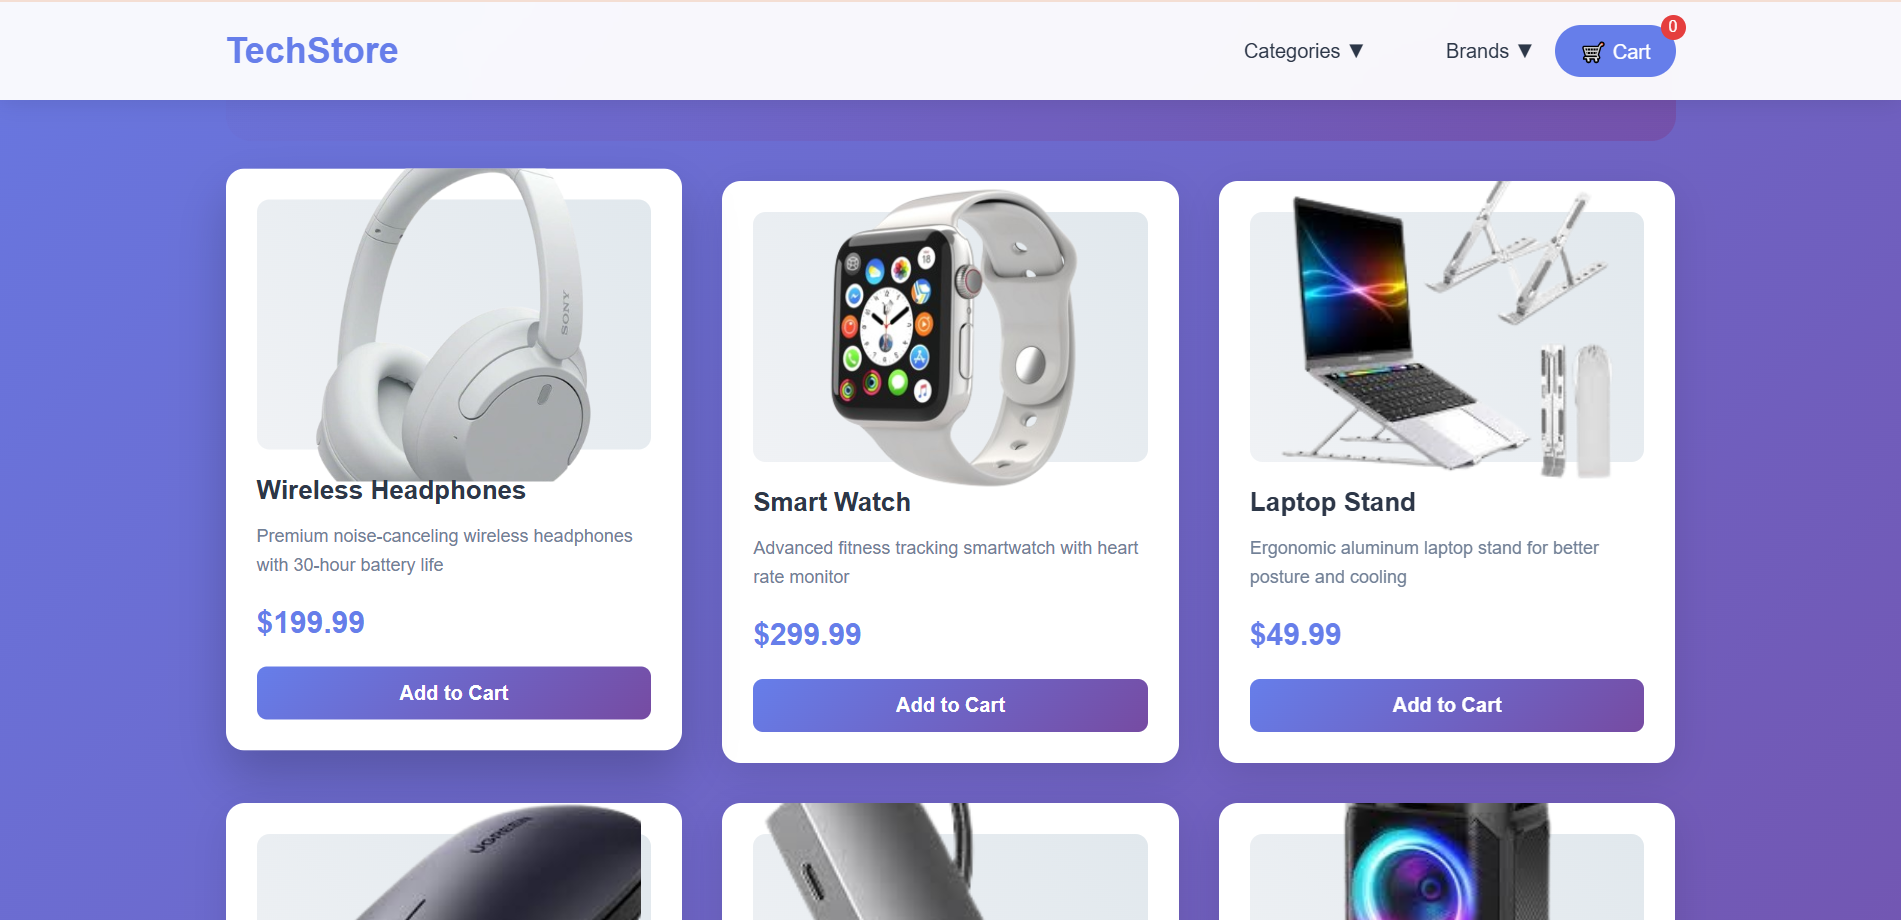 TechStore
Categories ▼
Brands ▼
Cart
0
SONY
Wireless Headphones
Premium noise-canceling wireless headphones
with 30-hour battery life
$199.99
Add to Cart
18
Smart Watch
Advanced fitness tracking smartwatch with heart
rate monitor
$299.99
Add to Cart
Laptop Stand
Ergonomic aluminum laptop stand for better
posture and cooling
$49.99
Add to Cart
UGREEN